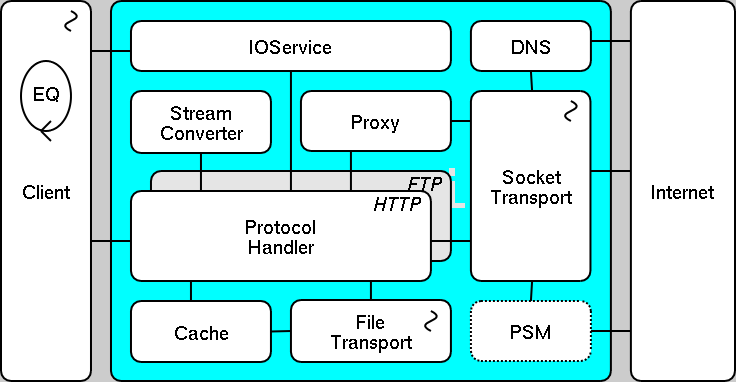 IOService
DNS
EQ
Stream
Converter
Proxy
Client
FTP
HTTP
Protocol
Handler
Socket
Transport
Internet
Cache
File
Transport
PSM